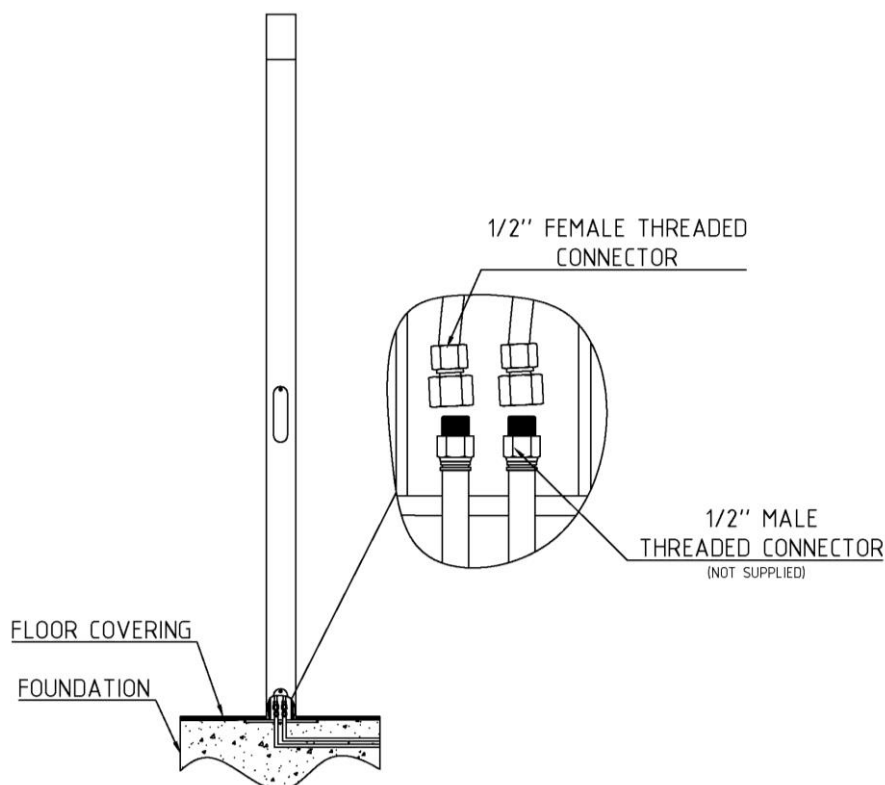 1/2'' FEMALE THREADED
CONNECTOR
1/2'' MALE
THREADED CONNECTOR
(NOT SUPPLIED)
FLOOR COVERING
FOUNDATION